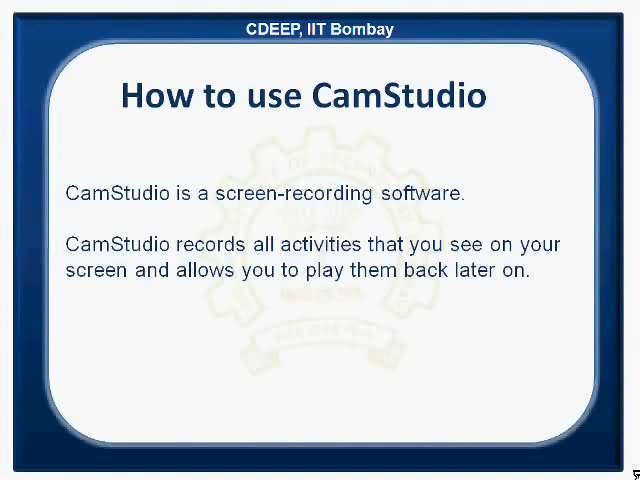 CDEEP, IIT Bombay
How to use CamStudio
CamStudio is a screen-recording software.
CamStudio records all activities that you see on your
screen and allows you to play them back later on.